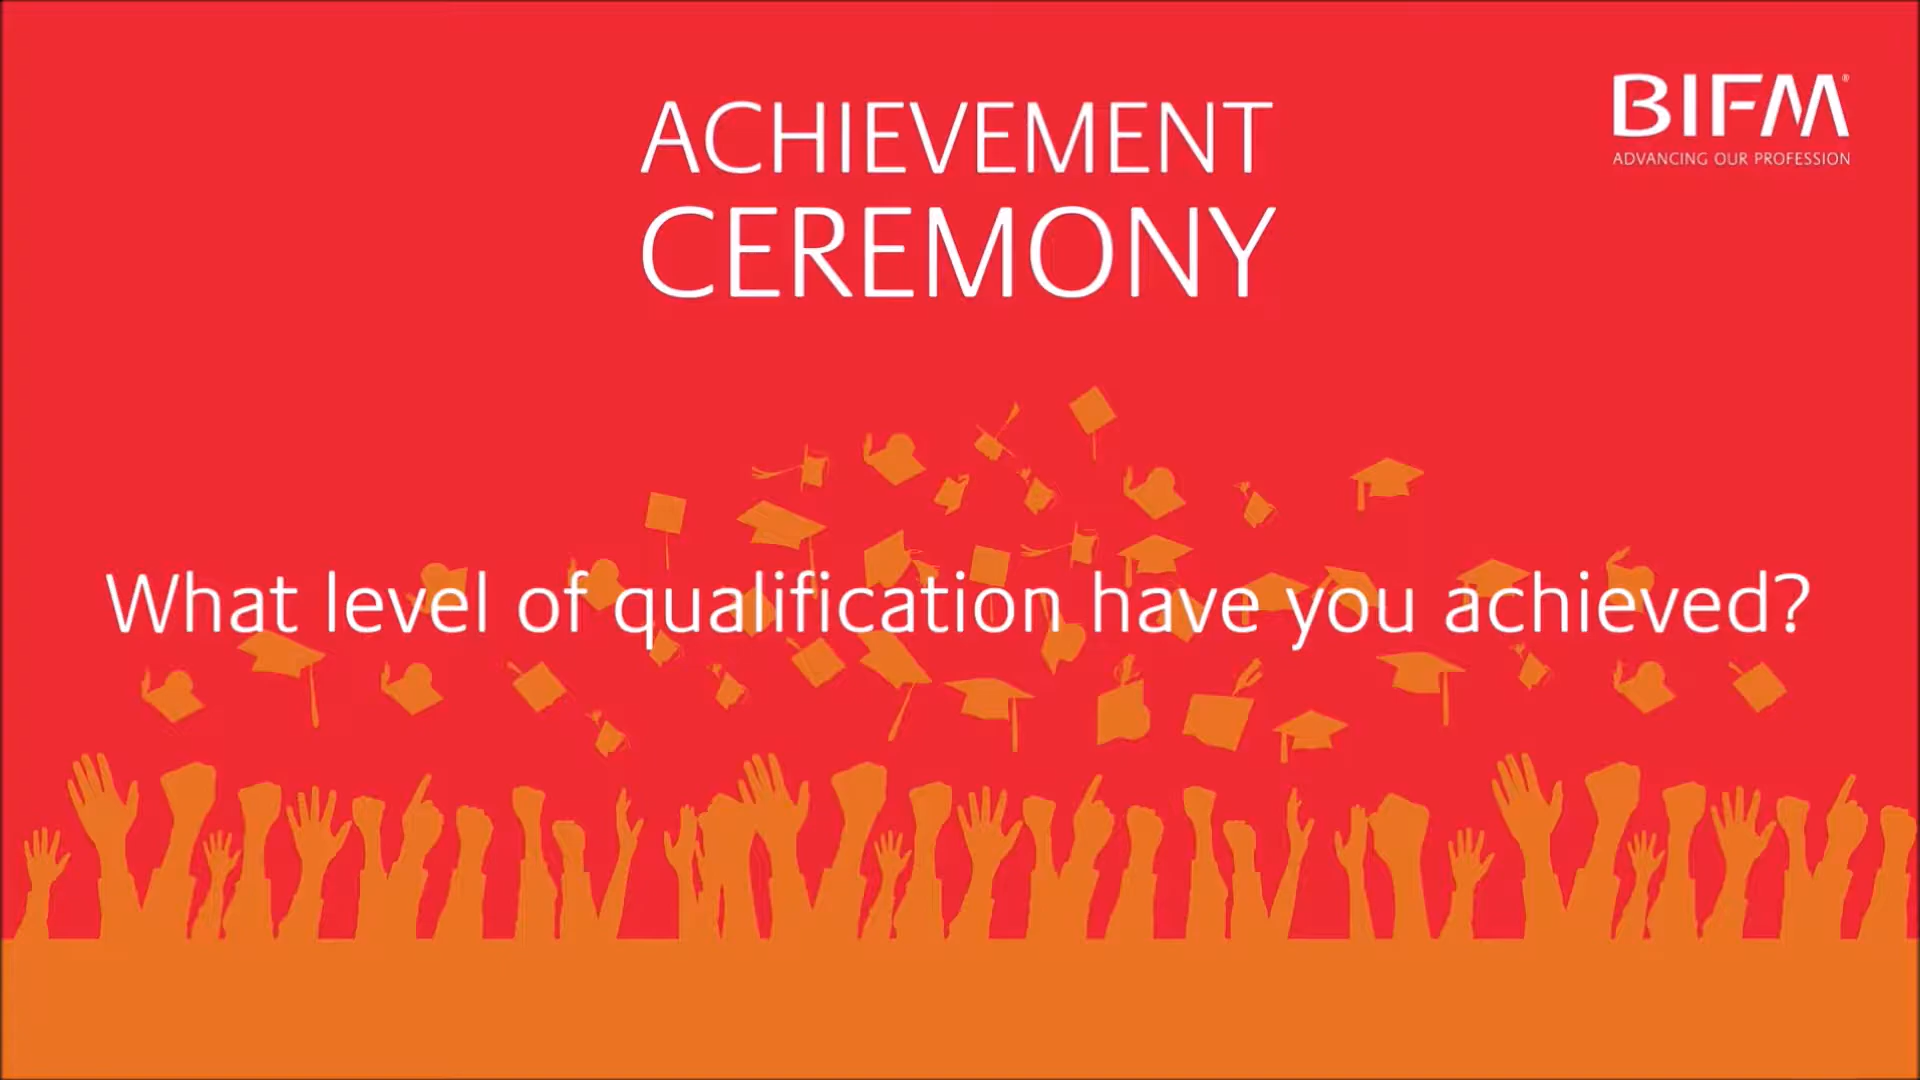 ACHIEVEMENT
CEREMONY
BIFM®
ADVANCING OUR PROFESSION
What level of qualification have you achieved?